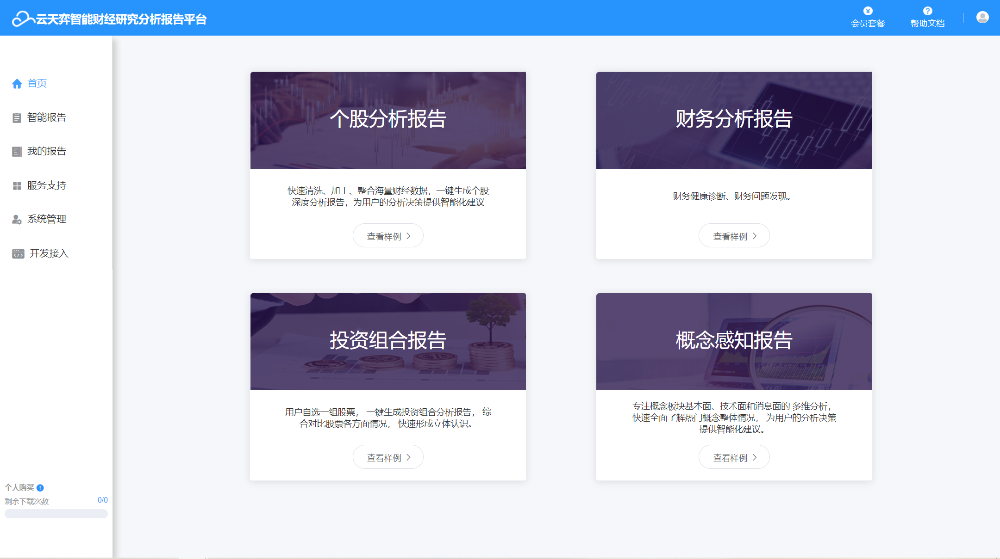 云天弈智能财经研究分析报告平台
会员套餐
帮助文档
首页
智能报告
我的报告
服务支持
系统管理
开发接入
个人购买
剩余下载次数 0/0
个股分析报告
快速清洗、加工、整合海量财经数据，一键生成个股
深度分析报告，为用户的分析决策提供智能化建议
查看样例
财务分析报告
财务健康诊断、财务问题发现。
查看样例
投资组合报告
用户自选一组股票， 一键生成投资组合分析报告， 综
合对比股票各方面情况， 快速形成立体认识。
查看样例
概念感知报告
专注概念板块基本面、技术面和消息面的 多维分析，
快速全面了解热门概念整体情况， 为用户的分析决策
提供智能化建议。
查看样例